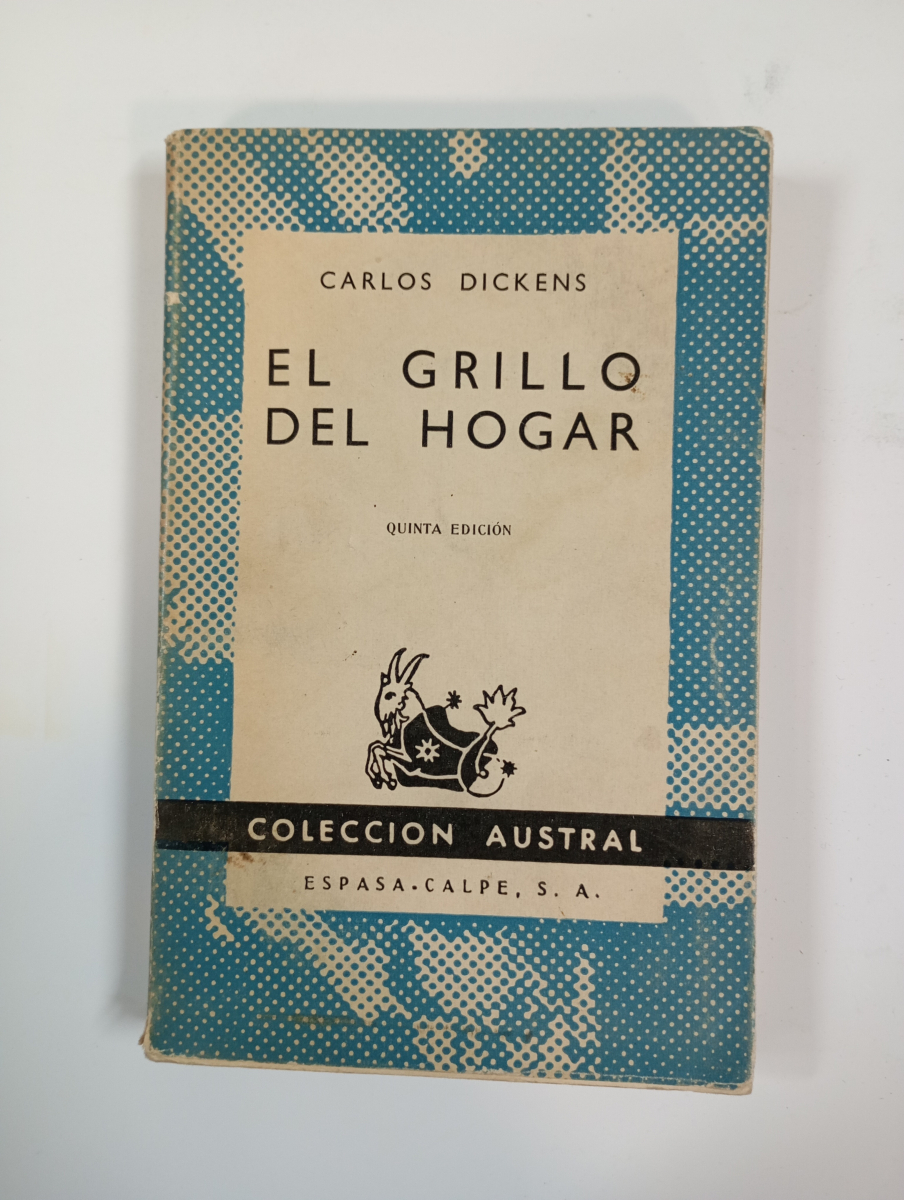 CARLOS DICKENS
EL GRILLO
DEL HOGAR
QUINTA EDICIÓN
COLECCION AUSTRAL
ESPASA-CALPE, S. A.